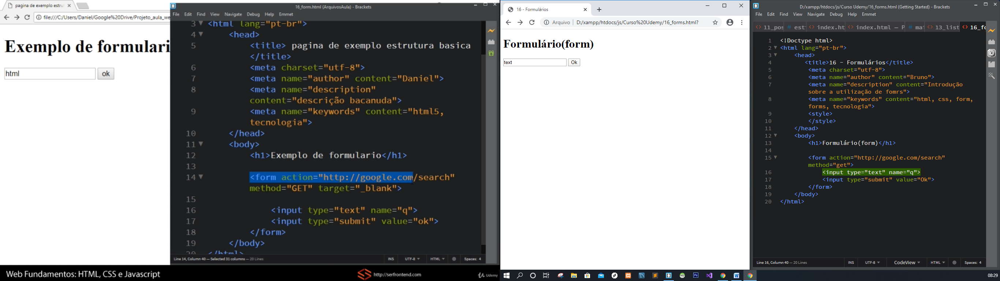 pagina de exemplo estru
file:///C:/Users/Daniel/Google%20Drive/Projeto_aula_we
Exemplo de formulari
html
ok
16_form.html (ArquivosAula) - Brackets
File Edit Find View Navigate Debug Help Emmet
3 <html lang="pt-br">
4 <head>
5 <title> pagina de exemplo estrutura basica
</title>
6 <meta charset="utf-8">
7 <meta name="author" content="Daniel">
8 <meta name="description"
content="descrição bacanuda">
9 <meta name="keywords" content="html5,
tecnologia">
10 </head>
11 <body>
12 <h1>Exemplo de formulario</h1>
13
14 <form action="http://google.com/search"
method="GET" target="_blank">
15
16 <input type="text" name="q">
17 <input type="submit" value="ok">
18 </form>
19 </body>
20 </html>
Line 14, Column 40 — Selected 31 columns — 20 Lines
INS UTF-8 HTML Spaces: 4
Web Fundamentos: HTML, CSS e Javascript
http://serfrontend.com
Udemy
16 - Formulários
Arquivo D:/xampp/htdocs/js/Curso%20Udemy/16_forms.html?
Formulário(form)
text
Ok
D:/xampp/htdocs/js/Curso Udemy/16_forms.html (Getting Started) - Brackets
File Edit Find View Navigate Debug Help Emmet
11_pos est index.ht index.html — P mai 13_list 16_fo
1 <!Doctype html>
2 <html lang="pt-br">
3 <head>
4 <title>16 - Formulários</title>
5 <meta charset="utf-8">
6 <meta name="author" content="Bruno">
7 <meta name="description" content="Introdução
sobre a utilização de fomrs">
8 <meta name="keywords" content="html, css, form,
forms, tecnologia">
9 <style>
10 </style>
11 </head>
12 <body>
13 <h1>Formulário(form)</h1>
14
15 <form action="http://google.com/search"
method="get">
16 <input type="text" name="q">
17 <input type="submit" value="Ok">
18 </form>
19 </body>
20 </html>
Line 16, Column 40 — 20 Lines
INS UTF-8 CodeView HTML Spaces: 4
08:29